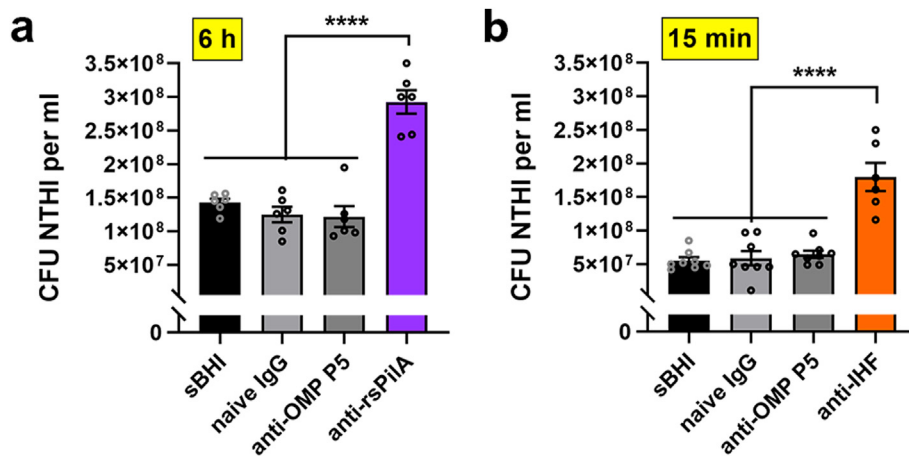 a
6 h
****
CFU NTHI per ml
3.5×10⁸
3×10⁸
2.5×10⁸
2×10⁸
1.5×10⁸
1×10⁸
5×10⁷
0
sBHI
naive IgG
anti-OMP P5
anti-rsPilA
b
15 min
****
CFU NTHI per ml
3.5×10⁸
3×10⁸
2.5×10⁸
2×10⁸
1.5×10⁸
1×10⁸
5×10⁷
0
sBHI
naive IgG
anti-OMP P5
anti-IHF